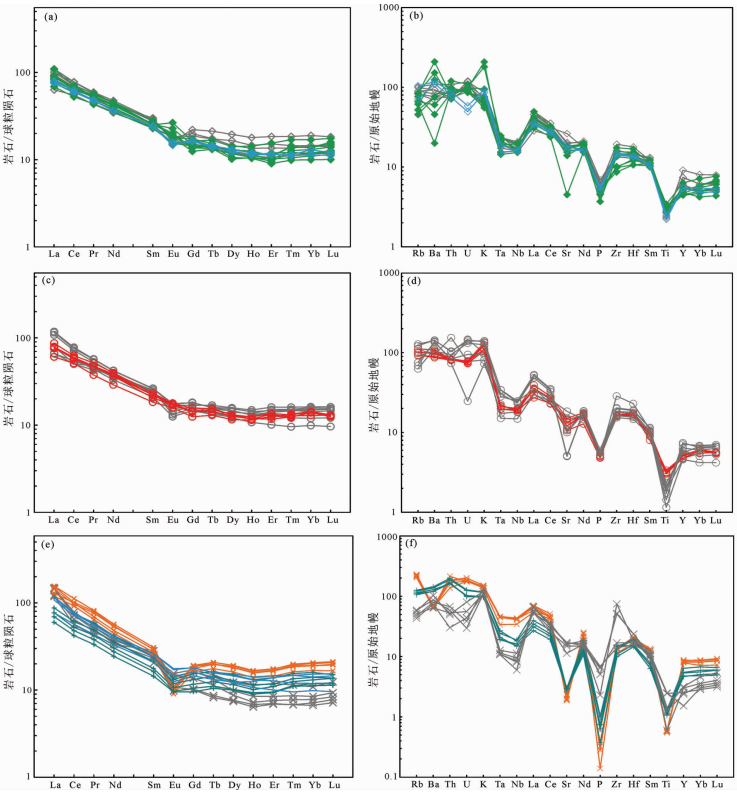 (a)
100
10
1
岩石/球粒陨石
La Ce Pr Nd Sm Eu Gd Tb Dy Ho Er Tm Yb Lu
(b)
1000
100
10
1
岩石/原始地幔
Rb Ba Th U K Ta Nb La Ce Sr Nd P Zr Hf Sm Ti Y Yb Lu
(c)
100
10
1
岩石/球粒陨石
La Ce Pr Nd Sm Eu Gd Tb Dy Ho Er Tm Yb Lu
(d)
1000
100
10
1
岩石/原始地幔
Rb Ba Th U K Ta Nb La Ce Sr Nd P Zr Hf Sm Ti Y Yb Lu
(e)
100
10
1
岩石/球粒陨石
La Ce Pr Nd Sm Eu Gd Tb Dy Ho Er Tm Yb Lu
(f)
1000
100
10
1
0.1
岩石/原始地幔
Rb Ba Th U K Ta Nb La Ce Sr Nd P Zr Hf Sm Ti Y Yb Lu